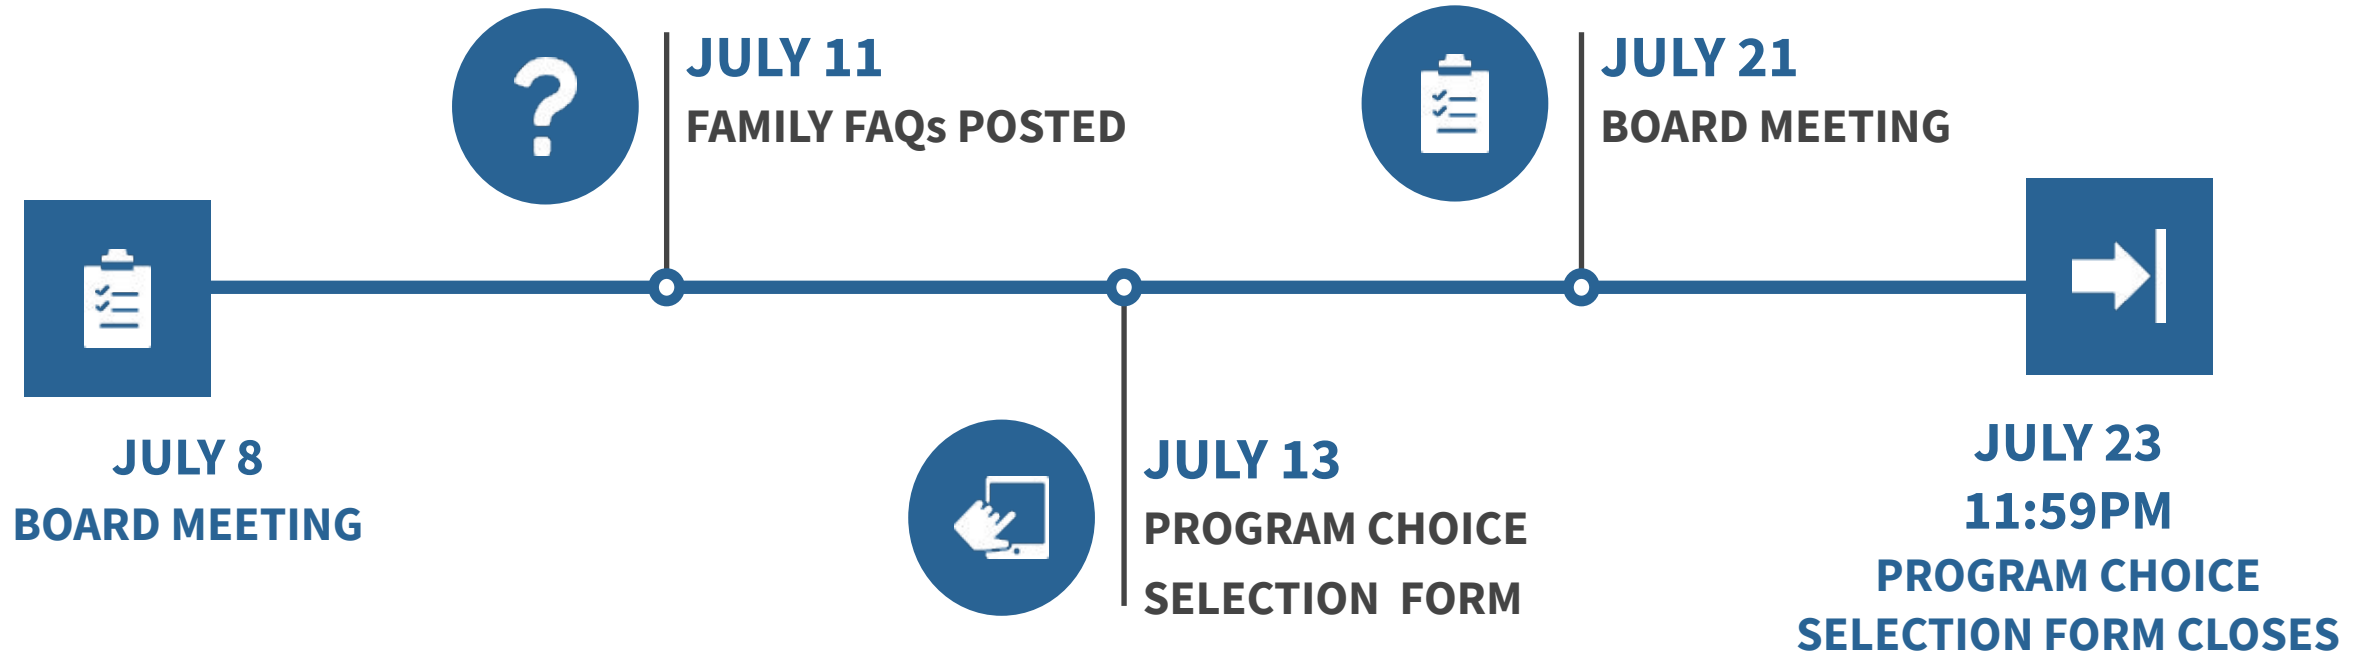 JULY 8
BOARD MEETING
JULY 11
FAMILY FAQs POSTED
JULY 13
PROGRAM CHOICE
SELECTION FORM
JULY 21
BOARD MEETING
JULY 23
11:59PM
PROGRAM CHOICE
SELECTION FORM CLOSES